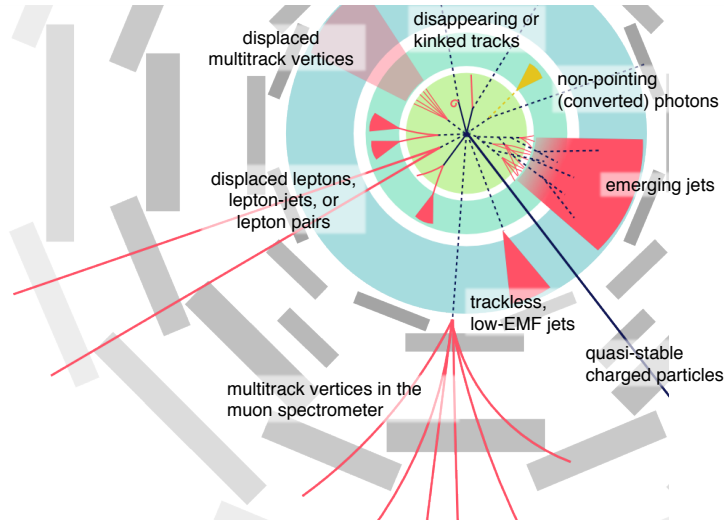 disappearing or
kinked tracks
displaced
multitrack vertices
non-pointing
(converted) photons
displaced leptons,
lepton-jets, or
lepton pairs
emerging jets
trackless,
low-EMF jets
quasi-stable
charged particles
multitrack vertices in the
muon spectrometer